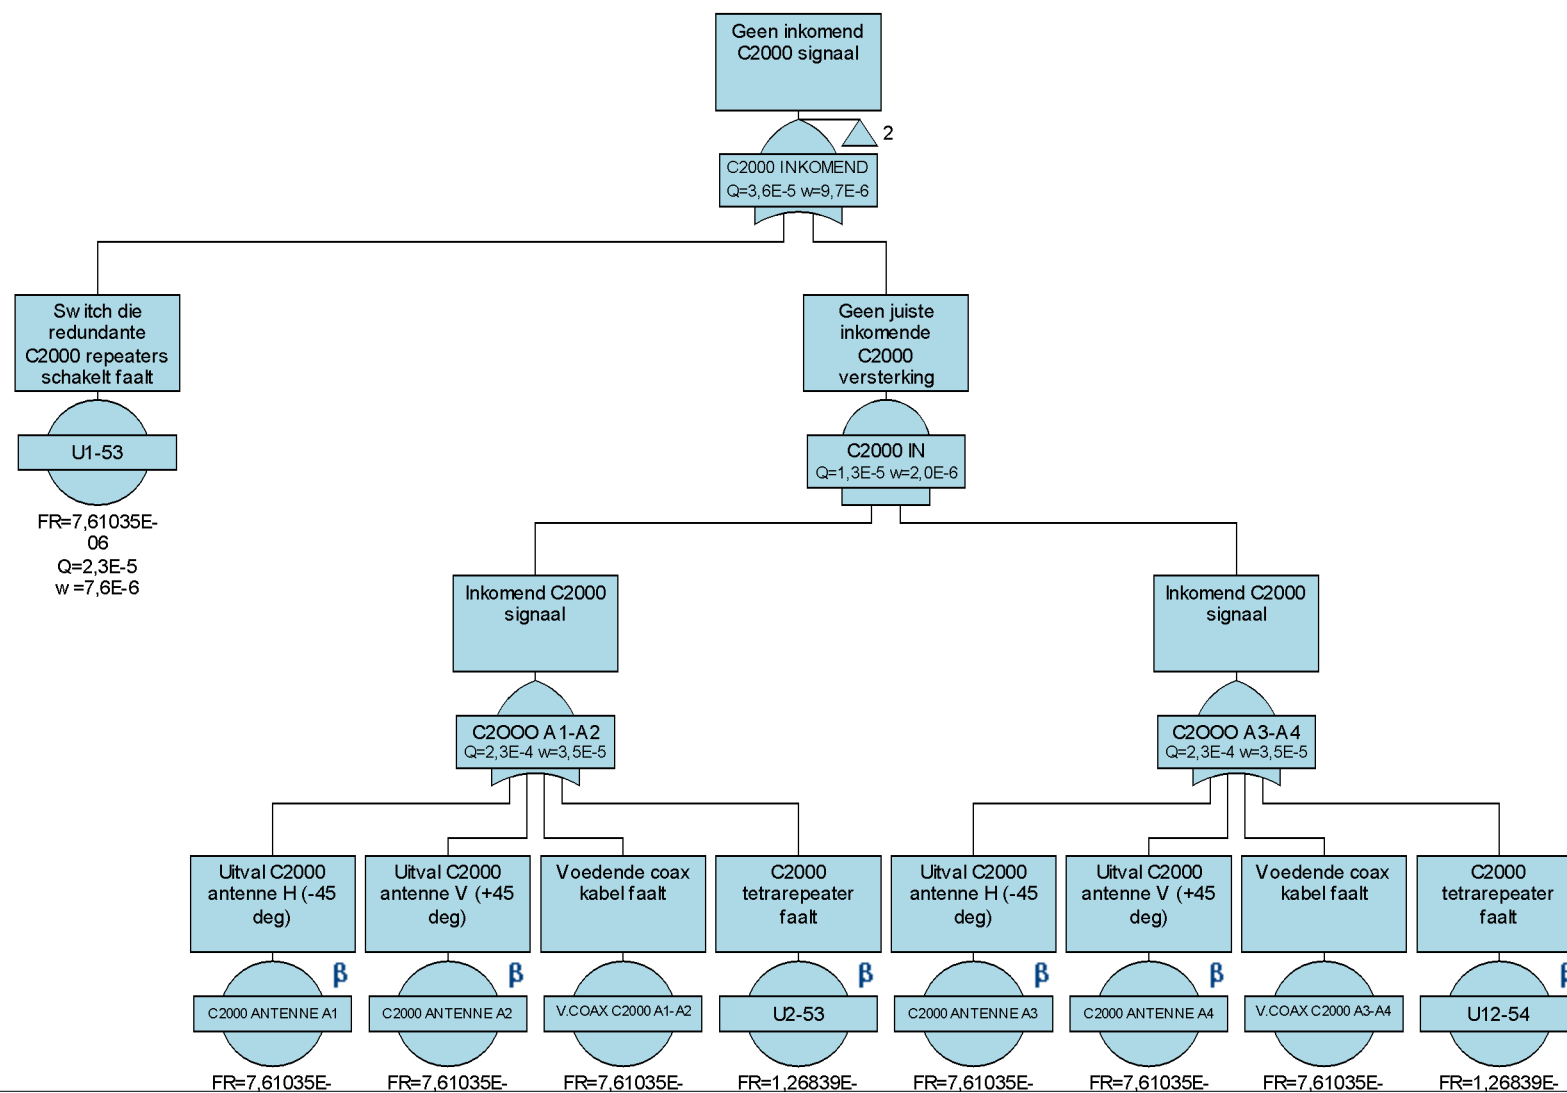 Geen inkomend
C2000 signaal
2
C2000 INKOMEND
Q=3,6E-5 w=9,7E-6
Switch die
redundante
C2000 repeaters
schakelt faalt
U1-53
FR=7,61035E-
06
Q=2,3E-5
w=7,6E-6
Geen juiste
inkomende
C2000
versterking
C2000 IN
Q=1,3E-5 w=2,0E-6
Inkomend C2000
signaal
C2OOO A1-A2
Q=2,3E-4 w=3,5E-5
Inkomend C2000
signaal
C2OOO A3-A4
Q=2,3E-4 w=3,5E-5
Uitval C2000
antenne H (-45
deg)
β
C2000 ANTENNE A1
FR=7,61035E-
Uitval C2000
antenne V (+45
deg)
β
C2000 ANTENNE A2
FR=7,61035E-
Voedende coax
kabel faalt
V.COAX C2000 A1-A2
FR=7,61035E-
C2000
tetrarepeater
faalt
β
U2-53
FR=1,26839E-
Uitval C2000
antenne H (-45
deg)
β
C2000 ANTENNE A3
FR=7,61035E-
Uitval C2000
antenne V (+45
deg)
β
C2000 ANTENNE A4
FR=7,61035E-
Voedende coax
kabel faalt
V.COAX C2000 A3-A4
FR=7,61035E-
C2000
tetrarepeater
faalt
β
U12-54
FR=1,26839E-